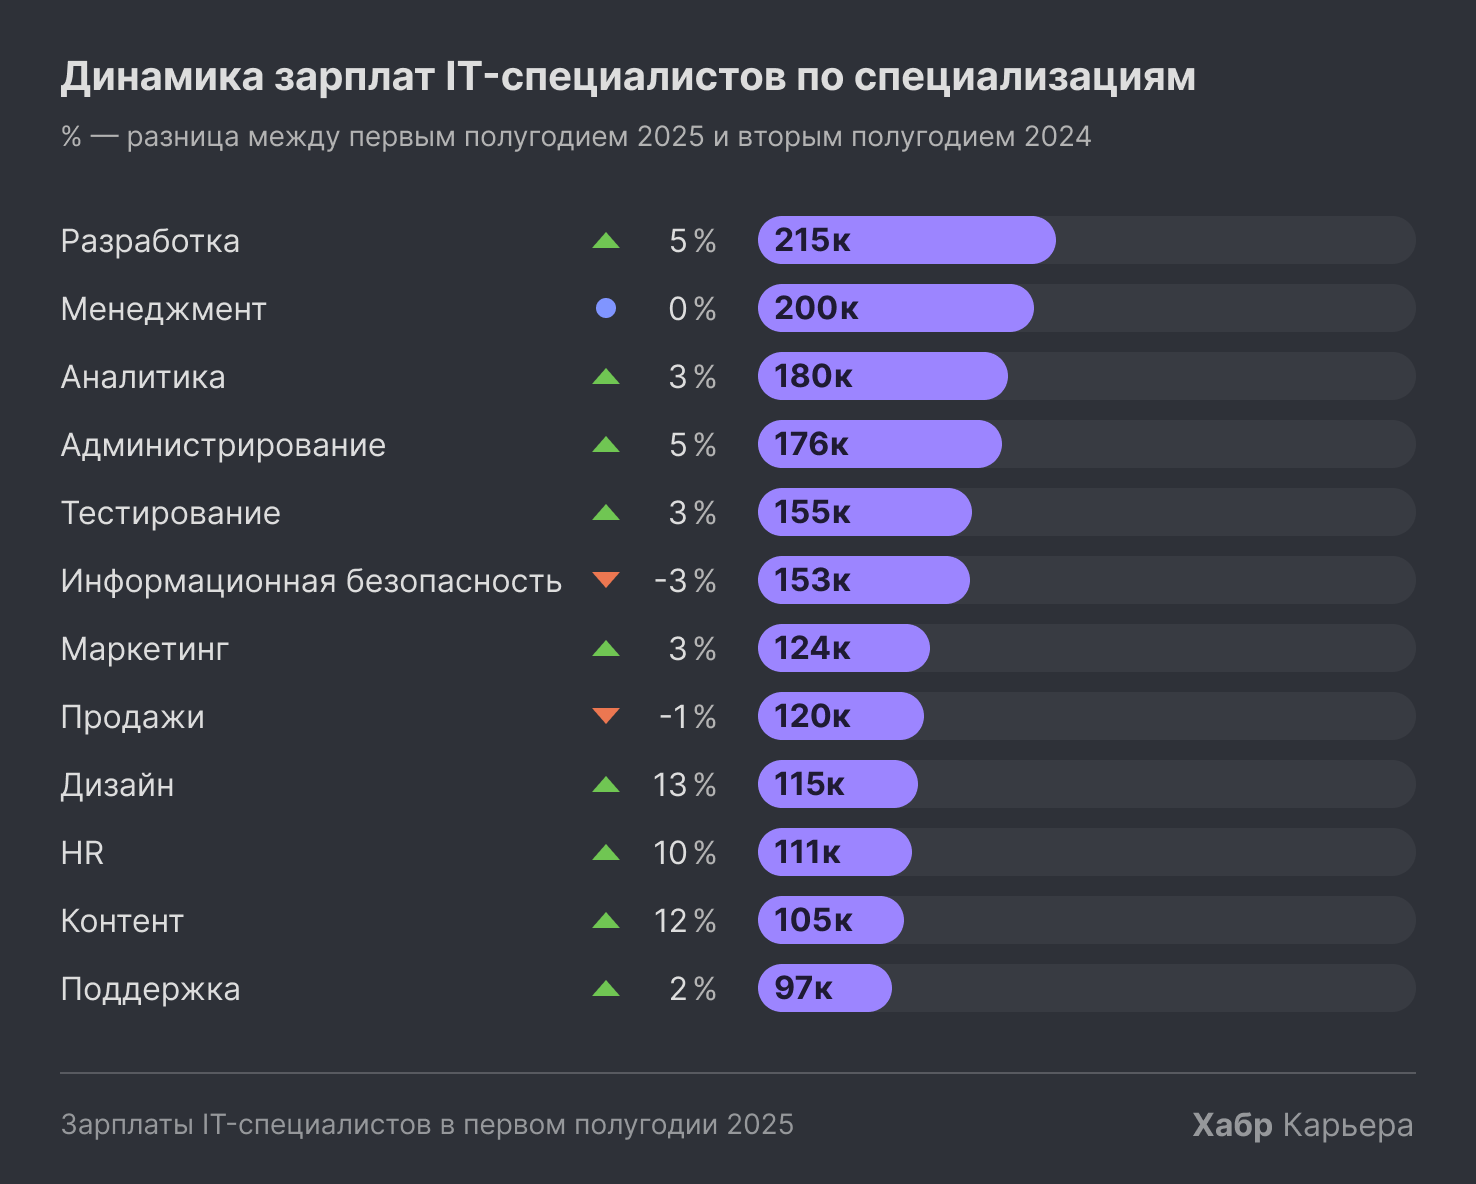 Динамика зарплат IT-специалистов по специализациям
% — разница между первым полугодием 2025 и вторым полугодием 2024
Разработка 5 % 215к
Менеджмент 0 % 200к
Аналитика 3 % 180к
Администрирование 5 % 176к
Тестирование 3 % 155к
Информационная безопасность -3 % 153к
Маркетинг 3 % 124к
Продажи -1 % 120к
Дизайн 13 % 115к
HR 10 % 111к
Контент 12 % 105к
Поддержка 2 % 97к
Зарплаты IT-специалистов в первом полугодии 2025 Хабр Карьера